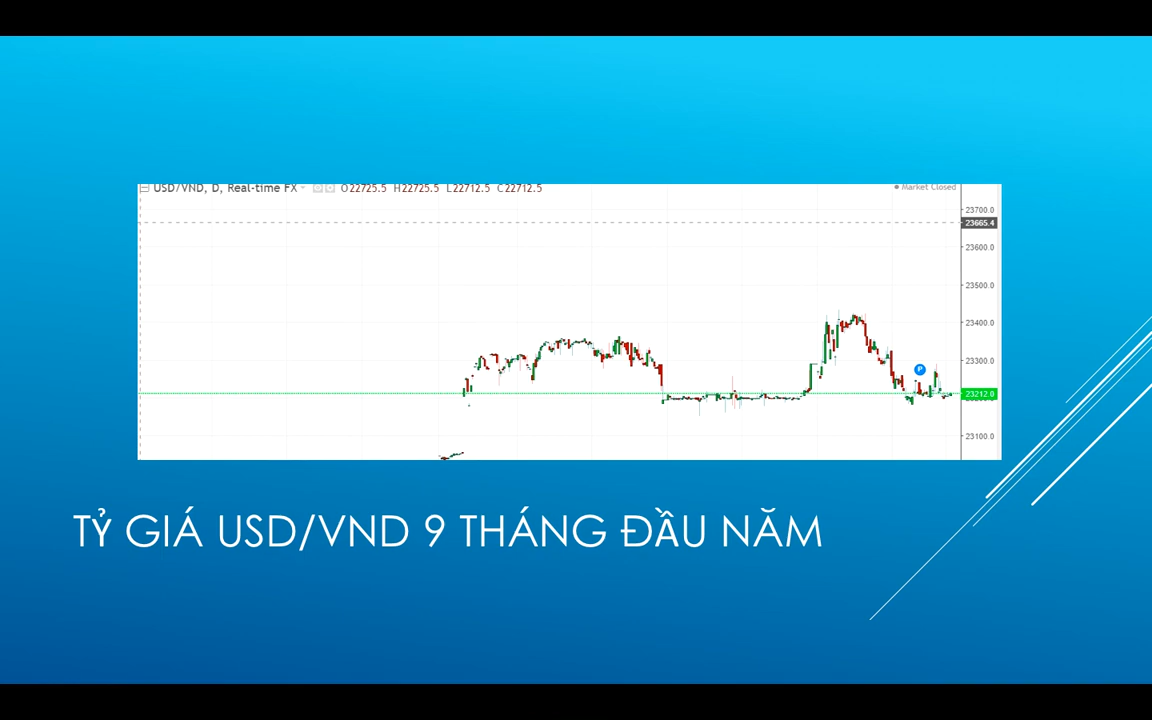 USD/VND, D, Real-time FX O22725.5 H22725.5 L22712.5 C22712.5
Market Closed
23700.0
23665.4
23600.0
23500.0
23400.0
23300.0
P
23212.0
23100.0
TỶ GIÁ USD/VND 9 THÁNG ĐẦU NĂM